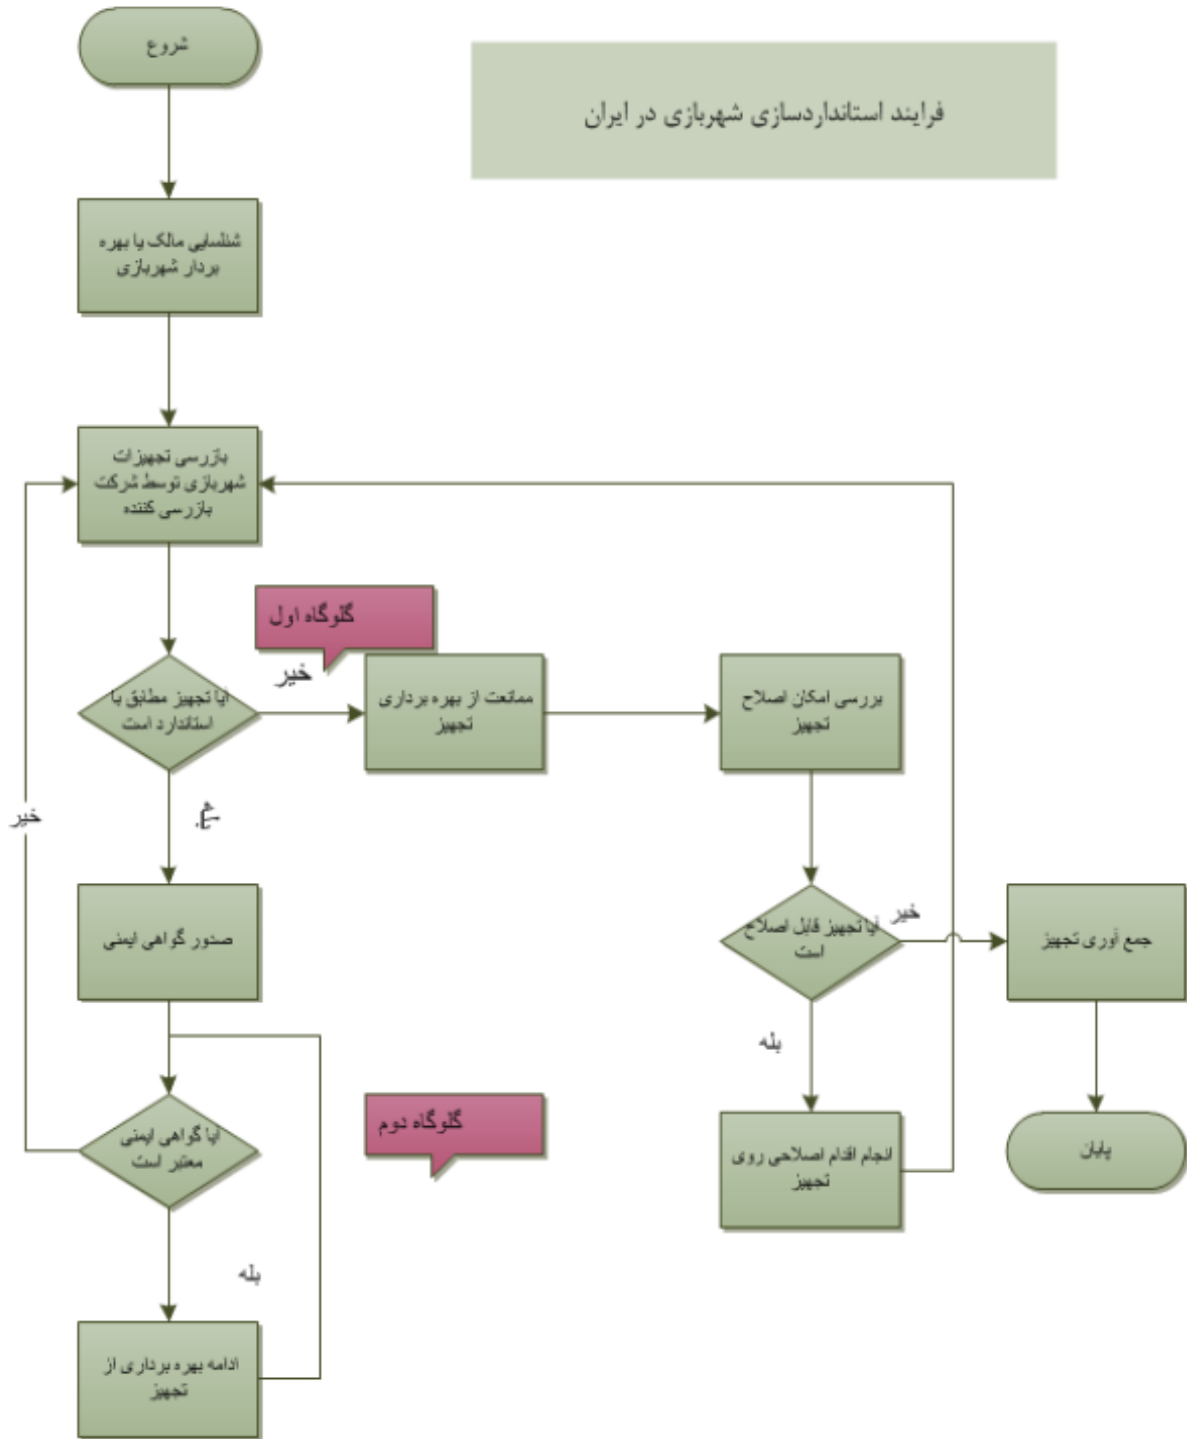 شروع
فرایند استانداردسازی شهربازی در ایران
شناسایی مالک یا بهره
بردار شهربازی
بازرسی تجهیزات
شهربازی توسط شرکت
بازرسی کننده
گلوگاه اول
خیر
آیا تجهیز مطابق با
استاندارد است
ممانعت از بهره برداری
تجهیز
بررسی امکان اصلاح
تجهیز
خیر
بله
صدور گواهی ایمنی
آیا تجهیز قابل اصلاح
است
خیر
جمع آوری تجهیز
بله
آیا گواهی ایمنی
معتبر است
گلوگاه دوم
انجام اقدام اصلاحی روی
تجهیز
پایان
بله
ادامه بهره برداری از
تجهیز